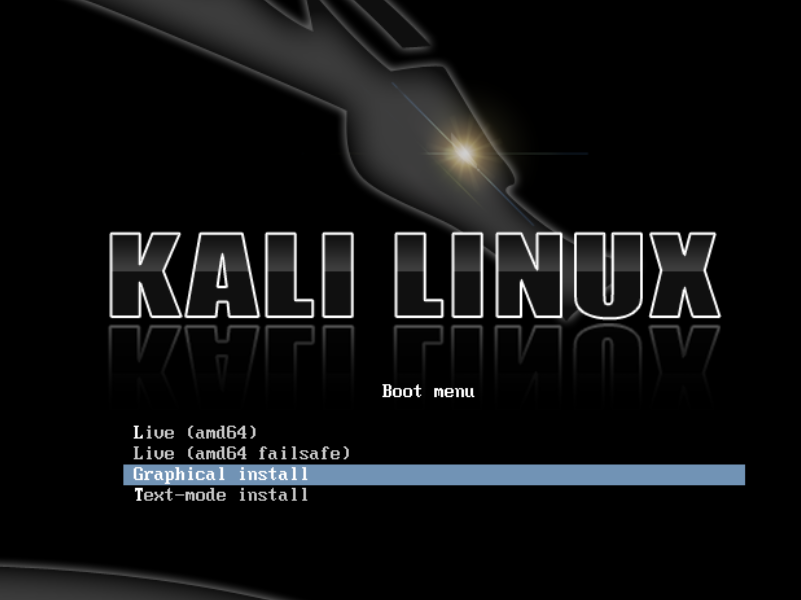 KALI LINUX
Boot menu
Live (amd64)
Live (amd64 failsafe)
Graphical install
Text-mode install